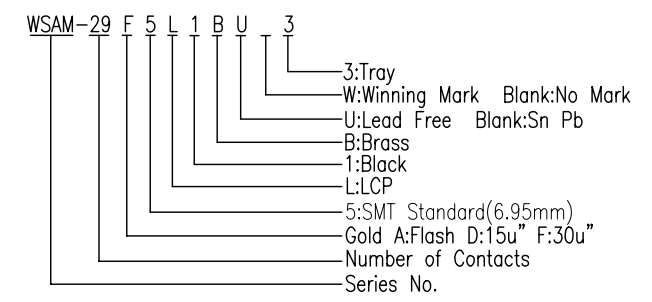 WSAM-29 F 5 L 1 B U 3
3:Tray
W:Winning Mark Blank:No Mark
U:Lead Free Blank:Sn Pb
B:Brass
1:Black
L:LCP
5:SMT Standard(6.95mm)
Gold A:Flash D:15u" F:30u"
Number of Contacts
Series No.